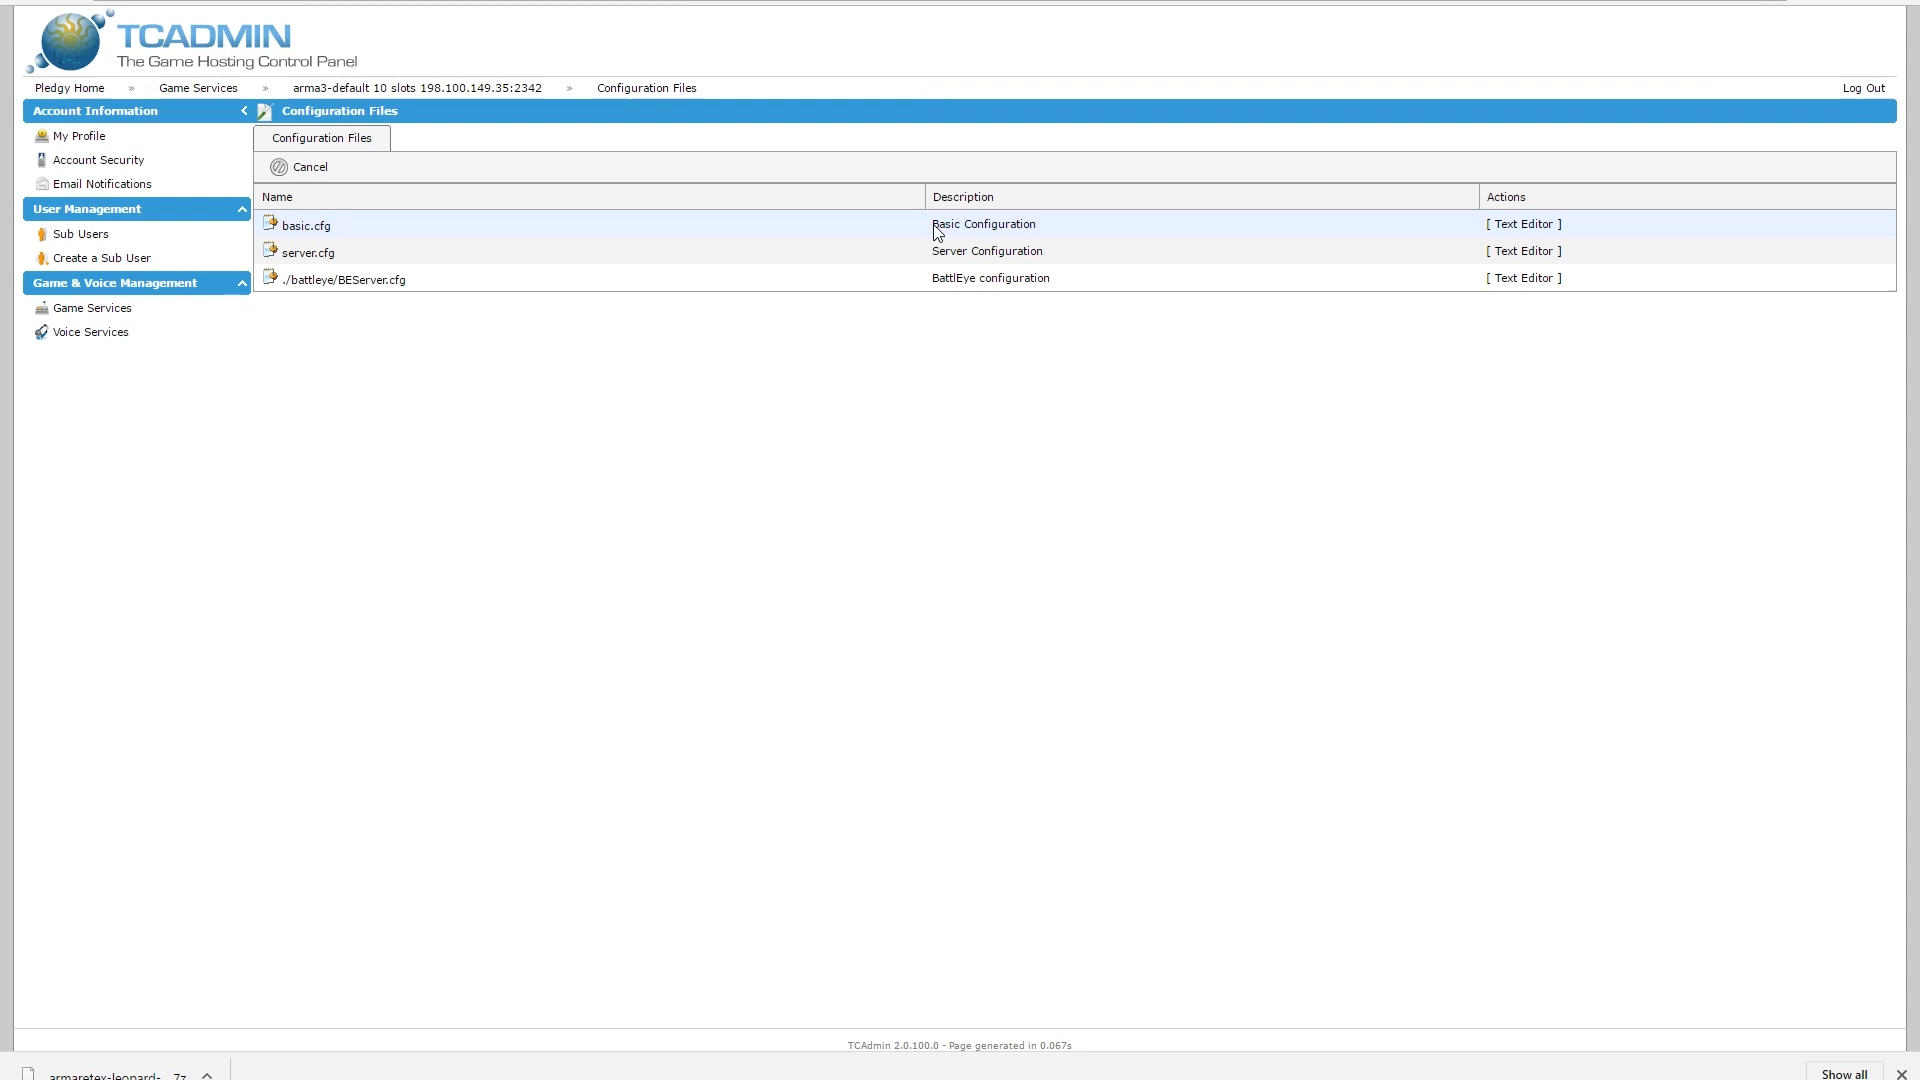 TCADMIN
The Game Hosting Control Panel
Pledgy Home » Game Services » arma3-default 10 slots 198.100.149.35:2342 » Configuration Files Log Out
Account Information
Configuration Files
My Profile
Account Security
Email Notifications
User Management
Sub Users
Create a Sub User
Game & Voice Management
Game Services
Voice Services
Configuration Files
Cancel
Name Description Actions
basic.cfg Basic Configuration [ Text Editor ]
server.cfg Server Configuration [ Text Editor ]
./battleye/BEServer.cfg BattlEye configuration [ Text Editor ]
TCAdmin 2.0.100.0 - Page generated in 0.067s
armaretex-leopard-....7z Show all